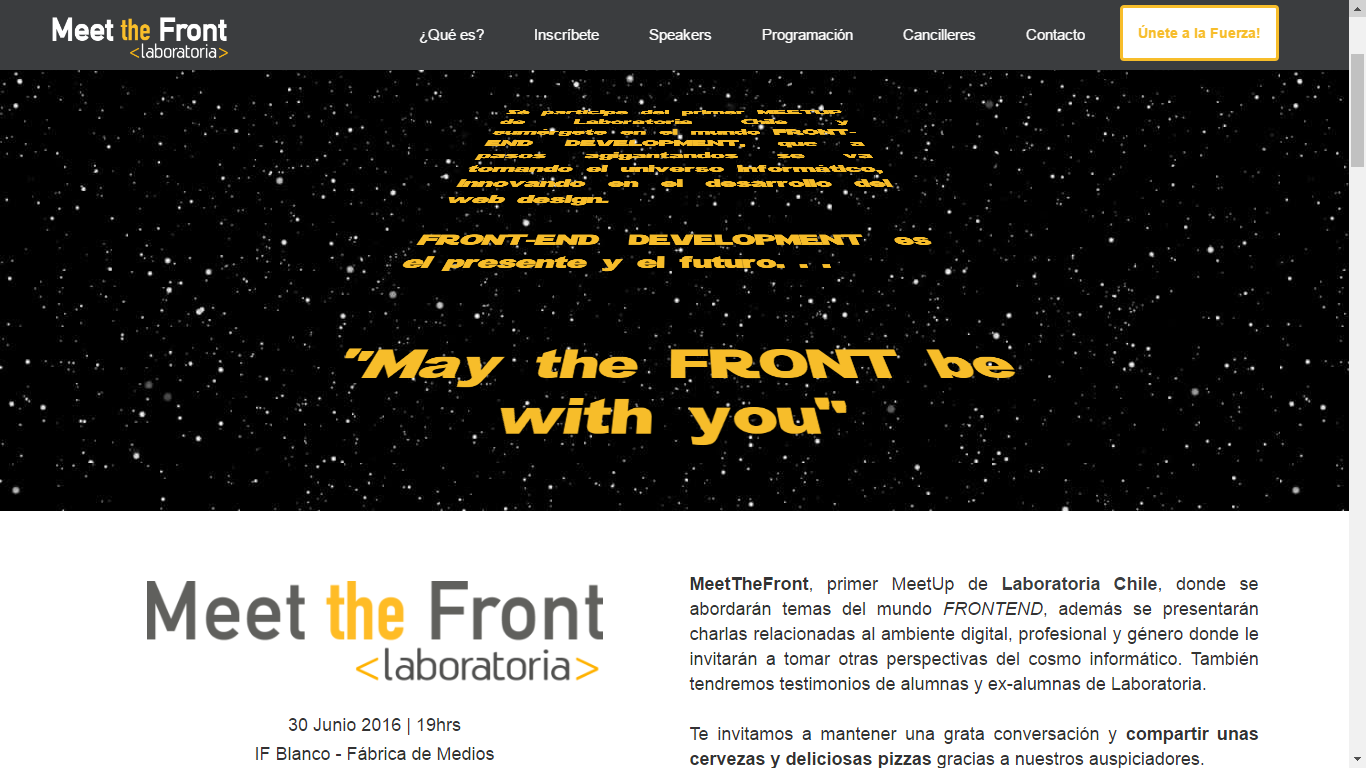 Meet the Front
<laboratoria>
¿Qué es?
Inscríbete
Speakers
Programación
Cancilleres
Contacto
Únete a la Fuerza!
Sé partícipe del primer MEETUP
de Laboratoria Chile y
sumérgete en el mundo FRONT-
END DEVELOPMENT, que a
pasos agigantandos se va
tomando el universo informático,
innovando en el desarrollo del
web design.
FRONT-END DEVELOPMENT es
el presente y el futuro. . .
"May the FRONT be
with you"
Meet the Front
<laboratoria>
30 Junio 2016 | 19hrs
IF Blanco - Fábrica de Medios
MeetTheFront, primer MeetUp de Laboratoria Chile, donde se
abordarán temas del mundo FRONTEND, además se presentarán
charlas relacionadas al ambiente digital, profesional y género donde le
invitarán a tomar otras perspectivas del cosmo informático. También
tendremos testimonios de alumnas y ex-alumnas de Laboratoria.
Te invitamos a mantener una grata conversación y compartir unas
cervezas y deliciosas pizzas gracias a nuestros auspiciadores.